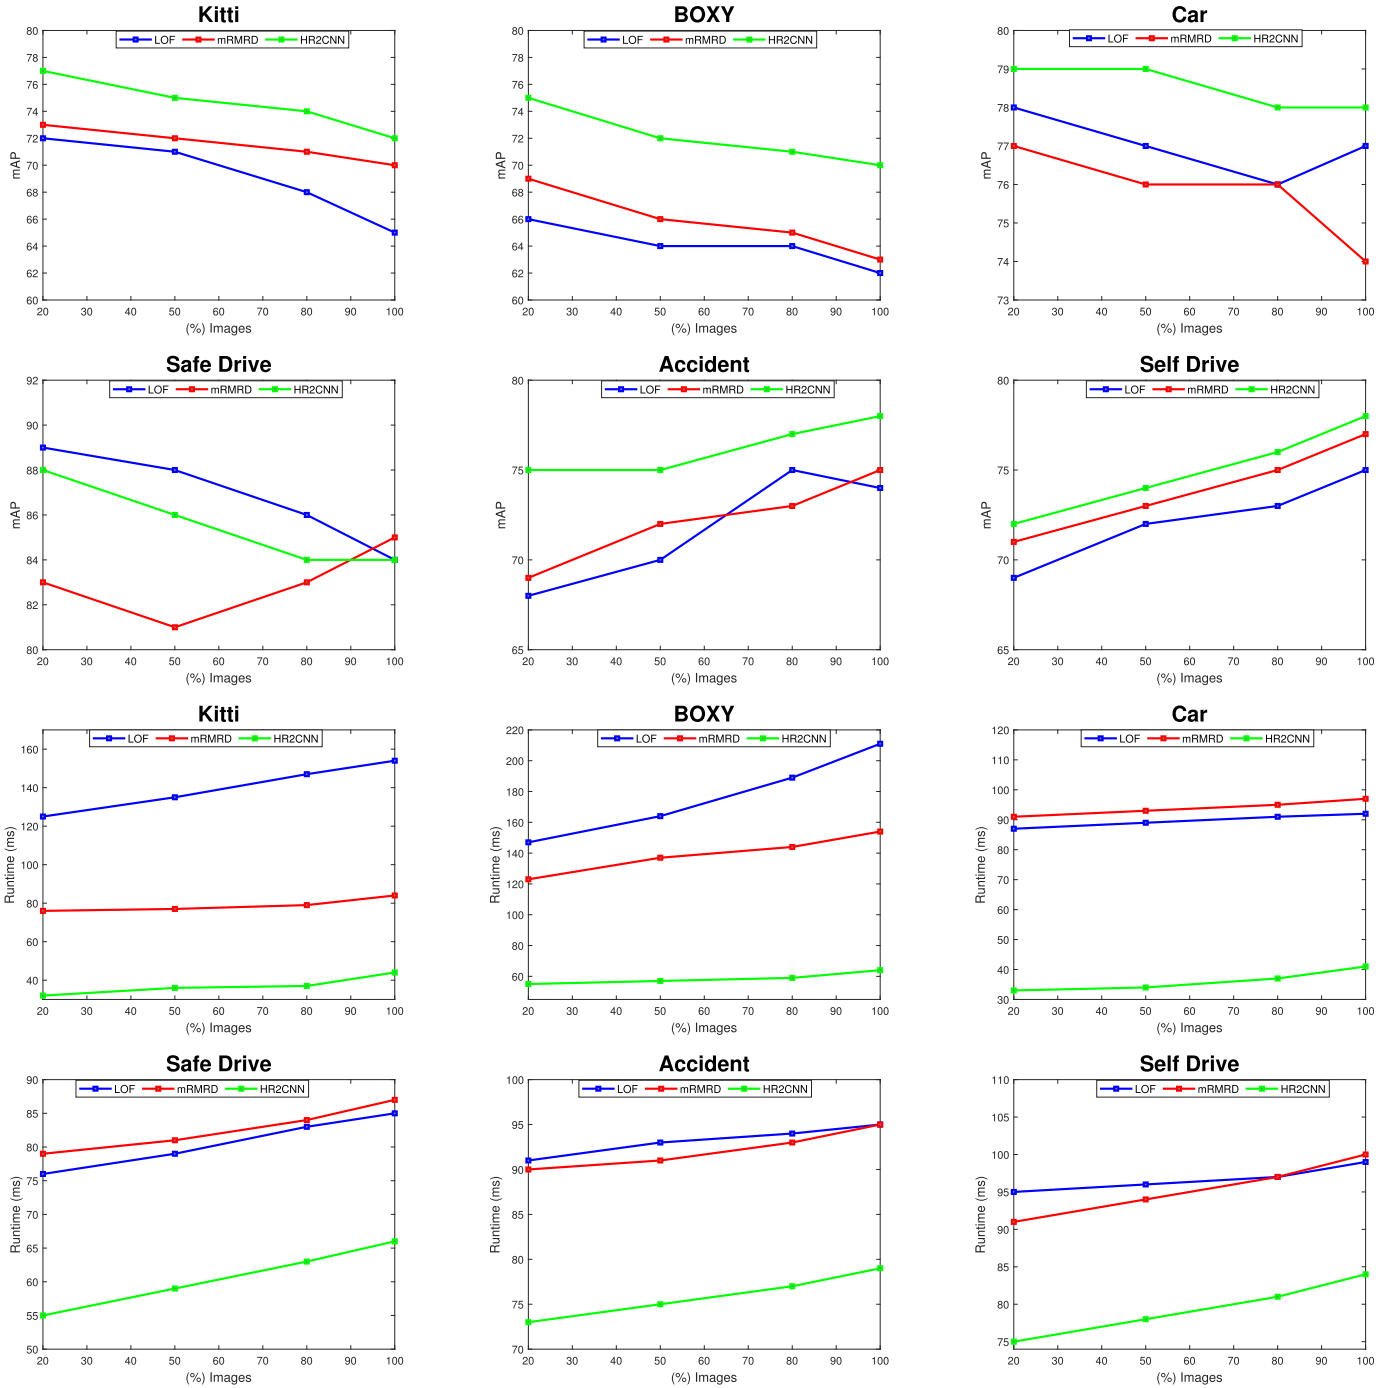 Kitti
LOF mRMRD HR2CNN
80
78
76
74
72
70
68
66
64
62
60
mAP
20 30 40 50 60 70 80 90 100
(%) Images
BOXY
LOF mRMRD HR2CNN
80
78
76
74
72
70
68
66
64
62
60
mAP
20 30 40 50 60 70 80 90 100
(%) Images
Car
LOF mRMRD HR2CNN
80
79
78
77
76
75
74
73
mAP
20 30 40 50 60 70 80 90 100
(%) Images
Safe Drive
LOF mRMRD HR2CNN
92
90
88
86
84
82
80
mAP
20 30 40 50 60 70 80 90 100
(%) Images
Accident
LOF mRMRD HR2CNN
80
75
70
65
mAP
20 30 40 50 60 70 80 90 100
(%) Images
Self Drive
LOF mRMRD HR2CNN
80
75
70
65
mAP
20 30 40 50 60 70 80 90 100
(%) Images
Kitti
LOF mRMRD HR2CNN
160
140
120
100
80
60
40
Runtime (ms)
20 30 40 50 60 70 80 90 100
(%) Images
BOXY
LOF mRMRD HR2CNN
220
200
180
160
140
120
100
80
60
Runtime (ms)
20 30 40 50 60 70 80 90 100
(%) Images
Car
LOF mRMRD HR2CNN
120
110
100
90
80
70
60
50
40
30
Runtime (ms)
20 30 40 50 60 70 80 90 100
(%) Images
Safe Drive
LOF mRMRD HR2CNN
90
85
80
75
70
65
60
55
50
Runtime (ms)
20 30 40 50 60 70 80 90 100
(%) Images
Accident
LOF mRMRD HR2CNN
100
95
90
85
80
75
70
Runtime (ms)
20 30 40 50 60 70 80 90 100
(%) Images
Self Drive
LOF mRMRD HR2CNN
110
105
100
95
90
85
80
75
Runtime (ms)
20 30 40 50 60 70 80 90 100
(%) Images